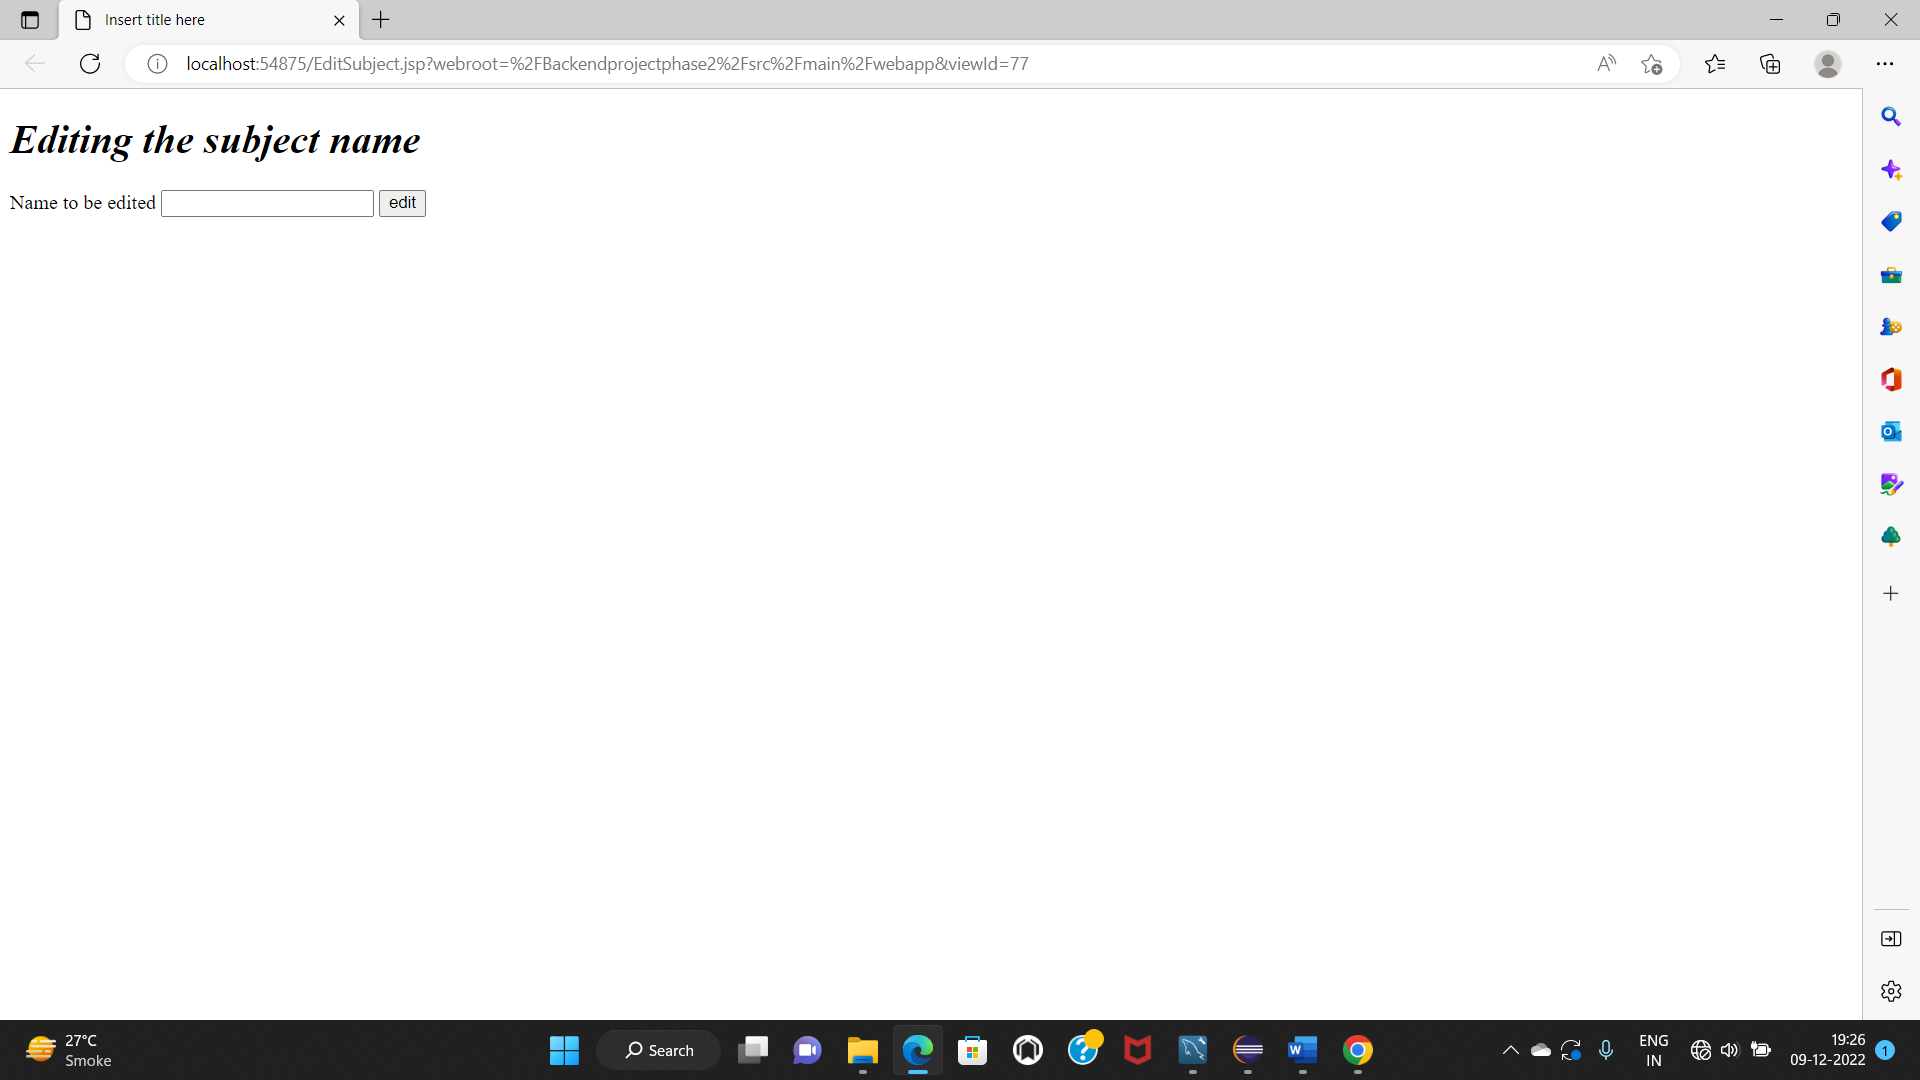 Insert title here
localhost:54875/EditSubject.jsp?webroot=%2FBackendprojectphase2%2Fsrc%2Fmain%2Fwebapp&viewId=77
Editing the subject name
Name to be edited edit
27°C
Smoke
Search
ENG
IN
19:26
09-12-2022
1